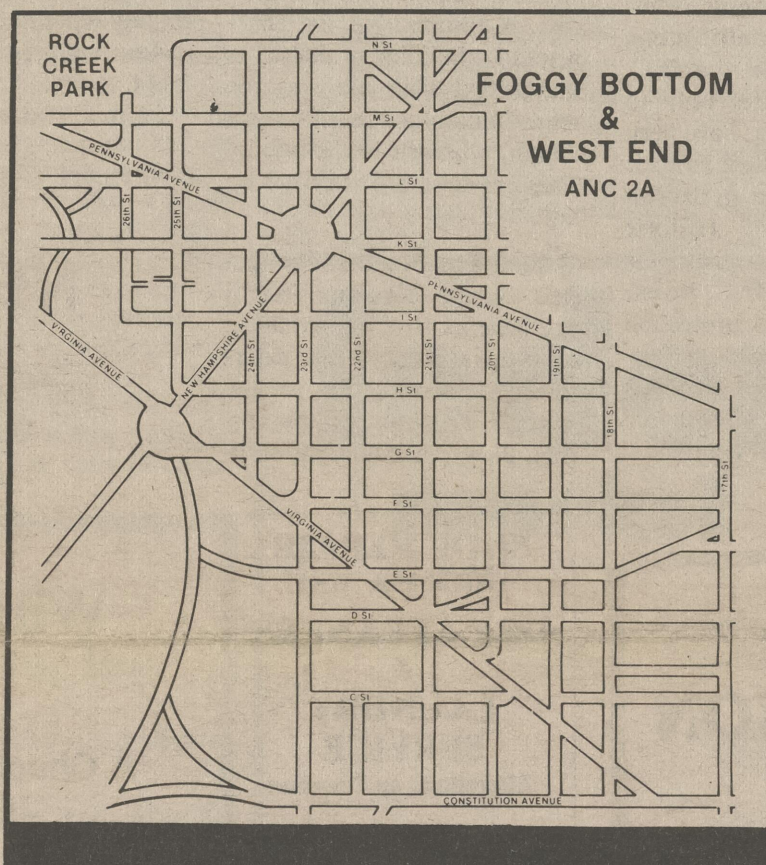 ROCK
CREEK
PARK
FOGGY BOTTOM
&
WEST END
ANC 2A
N St
M St
PENNSYLVANIA AVENUE
L St
26th St
25th St
K St
PENNSYLVANIA AVENUE
I St
VIRGINIA AVENUE
NEW HAMPSHIRE AVENUE
24th St
23rd St
22nd St
21st St
20th St
19th St
18th St
H St
G St
17th St
F St
VIRGINIA AVENUE
E St
D St
C St
CONSTITUTION AVENUE